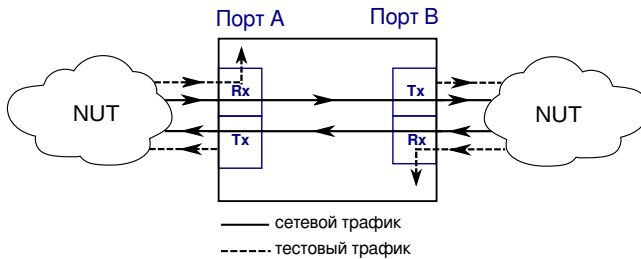 Порт A Порт B
Rx Tx
NUT NUT
Tx Rx
сетевой трафик
тестовый трафик